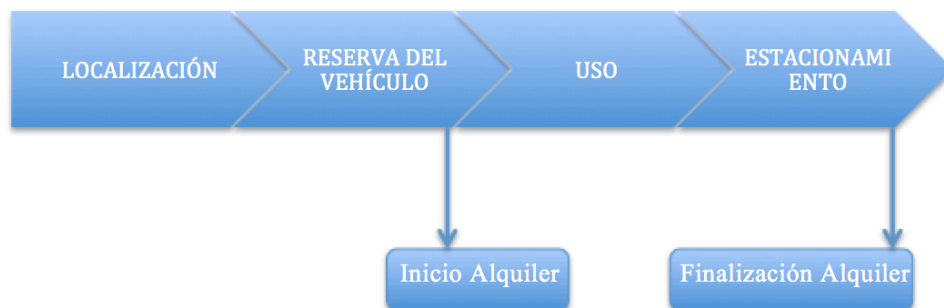 LOCALIZACIÓN
RESERVA DEL
VEHÍCULO
USO
ESTACIONAMI
ENTO
Inicio Alquiler
Finalización Alquiler